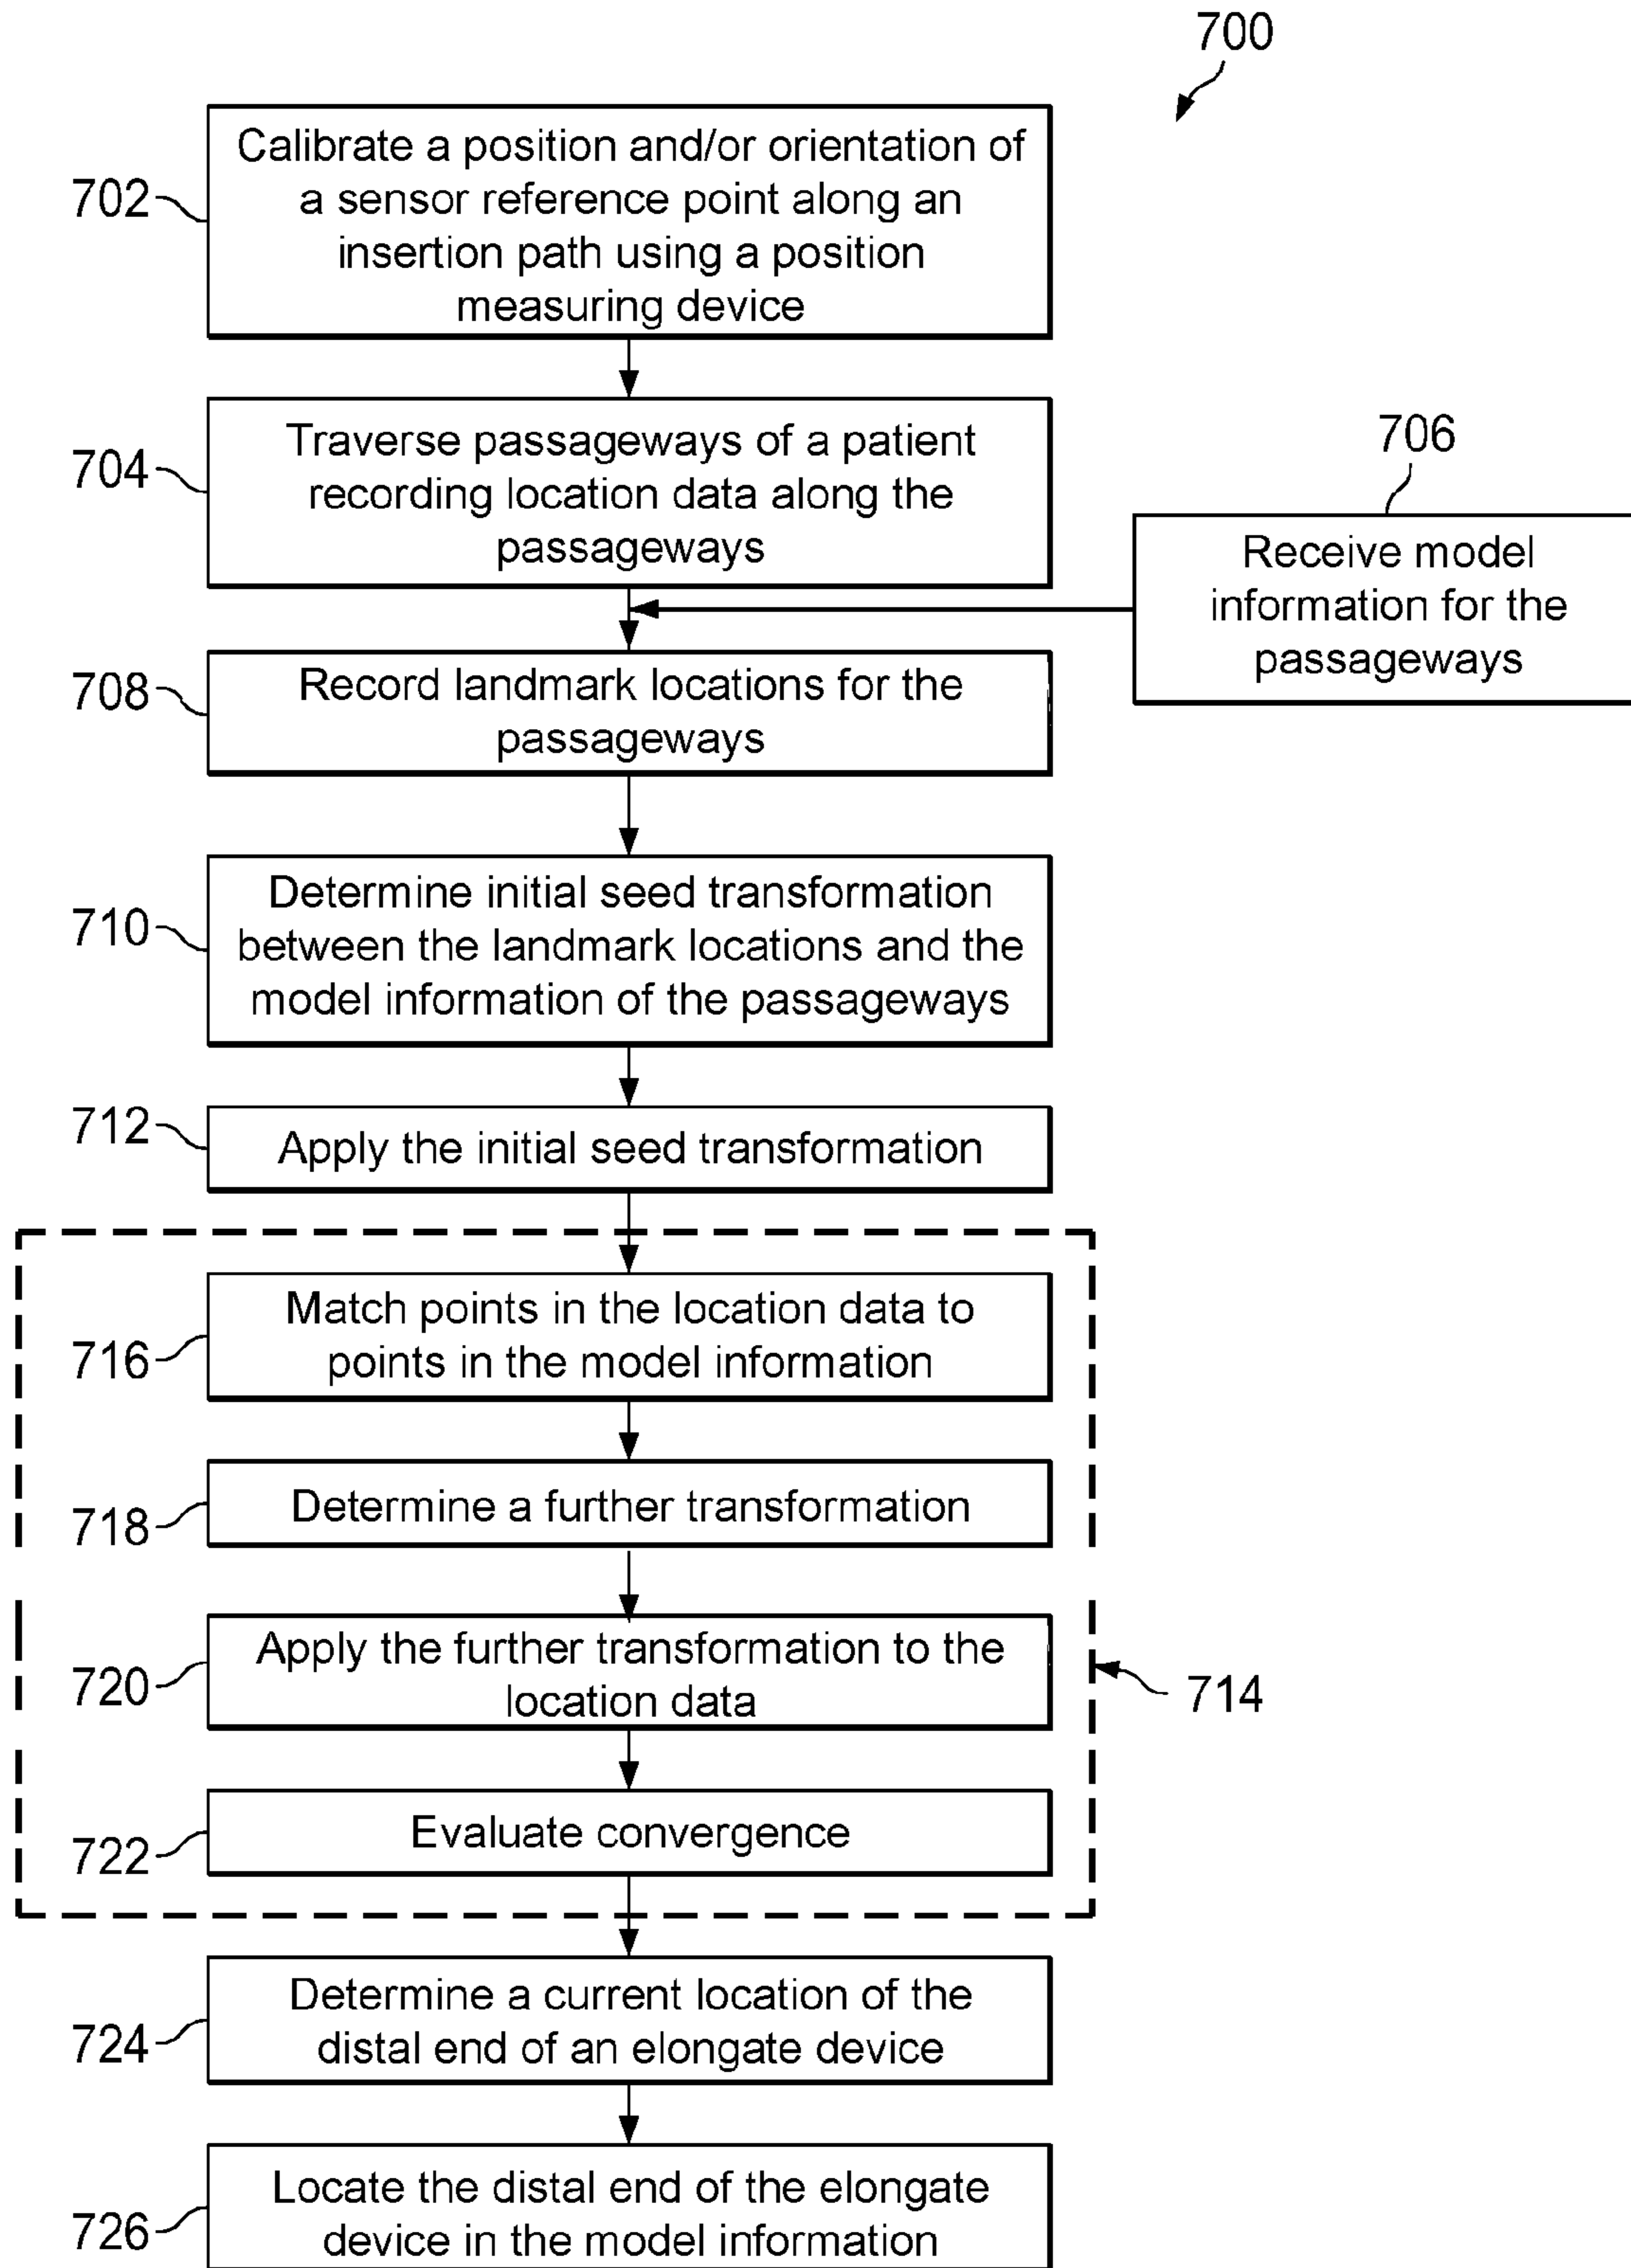 700
702
Calibrate a position and/or orientation of
a sensor reference point along an
insertion path using a position
measuring device
704
Traverse passageways of a patient
recording location data along the
passageways
706
Receive model
information for the
passageways
708
Record landmark locations for the
passageways
710
Determine initial seed transformation
between the landmark locations and the
model information of the passageways
712
Apply the initial seed transformation
714
716
Match points in the location data to
points in the model information
718
Determine a further transformation
720
Apply the further transformation to the
location data
722
Evaluate convergence
724
Determine a current location of the
distal end of an elongate device
726
Locate the distal end of the elongate
device in the model information